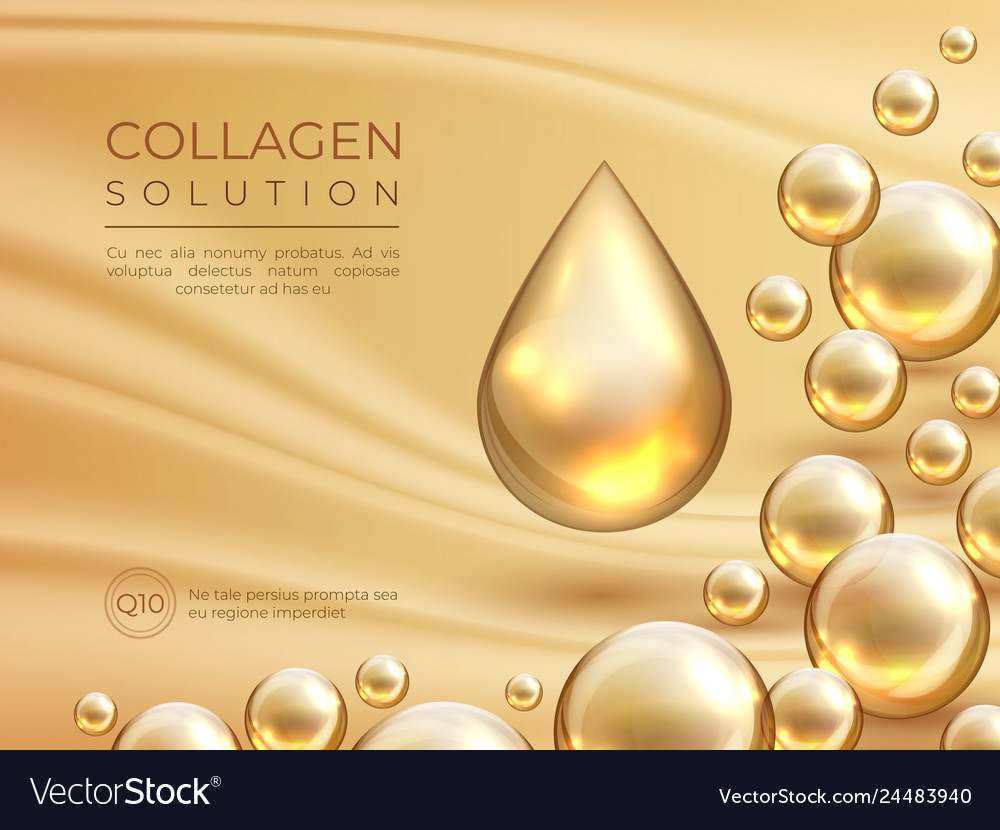 COLLAGEN
SOLUTION
Cu nec alia nonumy probatus. Ad vis
voluptua delectus natum copiosae
consetetur ad has eu
Q10
Ne tale persius prompta sea
eu regione imperdiet
VectorStock®
VectorStock.com/24483940